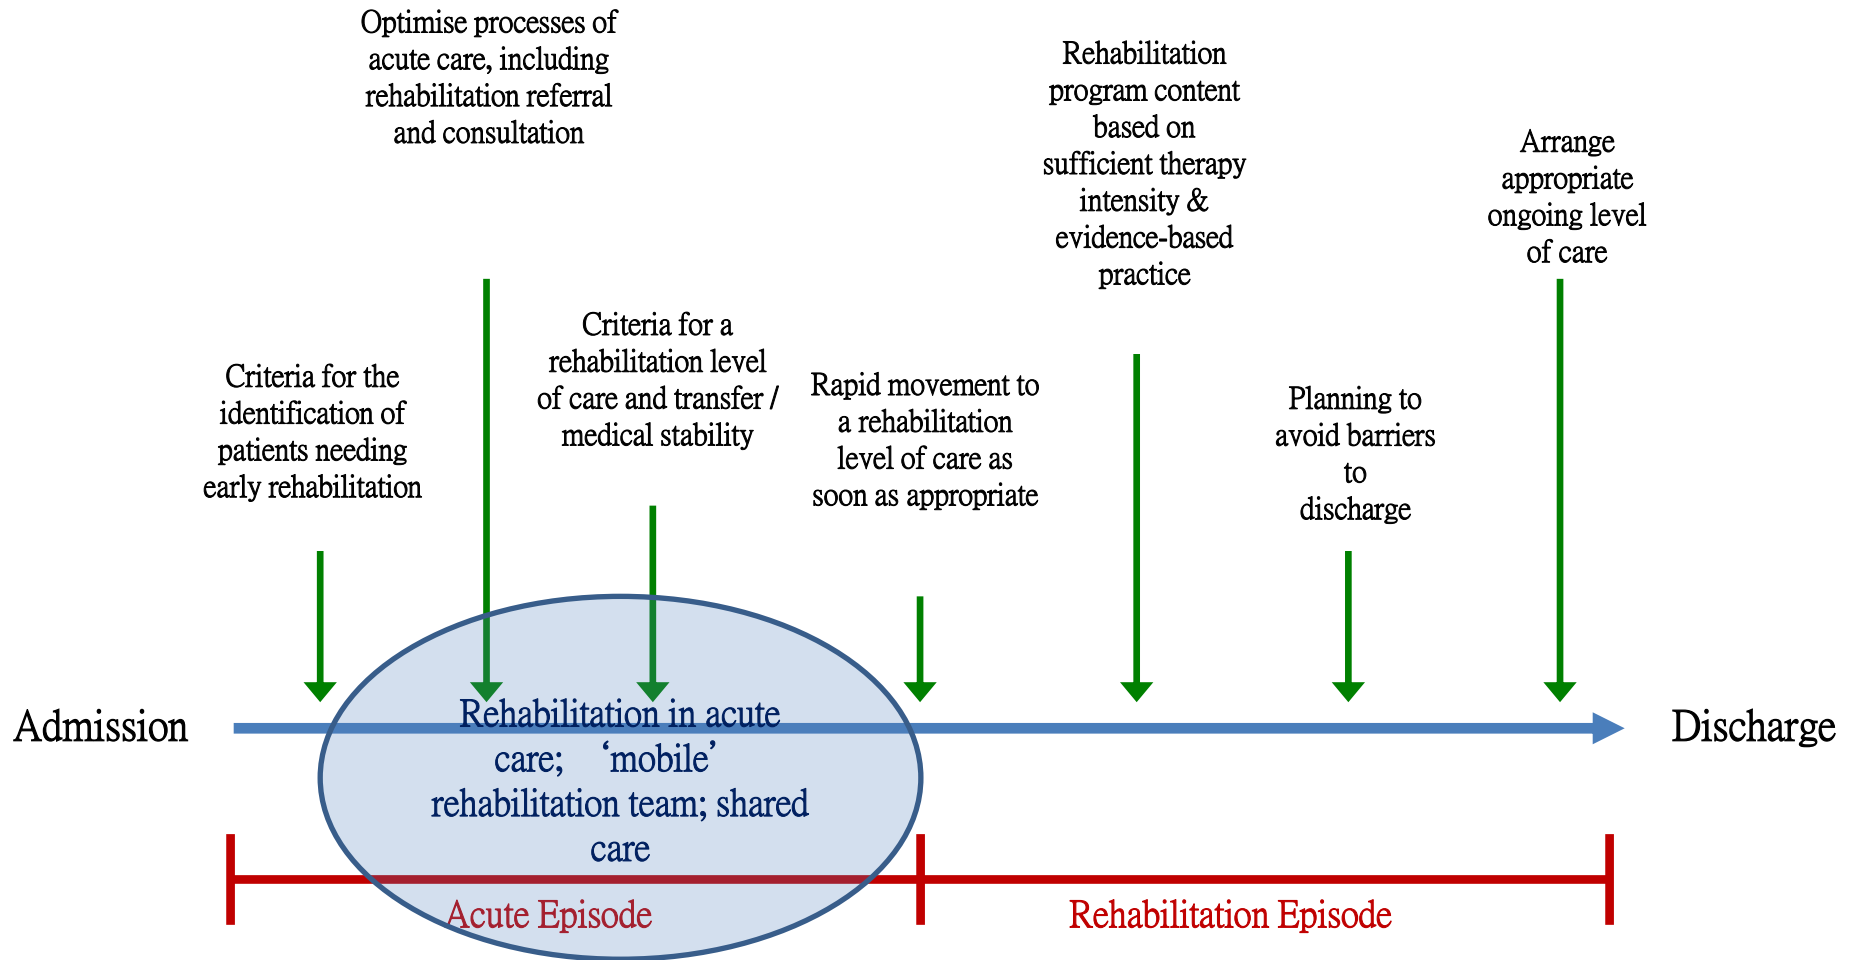 Optimise processes of
acute care, including
rehabilitation referral
and consultation
Rehabilitation
program content
based on
sufficient therapy
intensity &
evidence-based
practice
Arrange
appropriate
ongoing level
of care
Criteria for the
identification of
patients needing
early rehabilitation
Criteria for a
rehabilitation level
of care and transfer /
medical stability
Rapid movement to
a rehabilitation
level of care as
soon as appropriate
Planning to
avoid barriers
to
discharge
Admission
Rehabilitation in acute
care; ‘mobile’
rehabilitation team; shared
care
Discharge
Acute Episode
Rehabilitation Episode